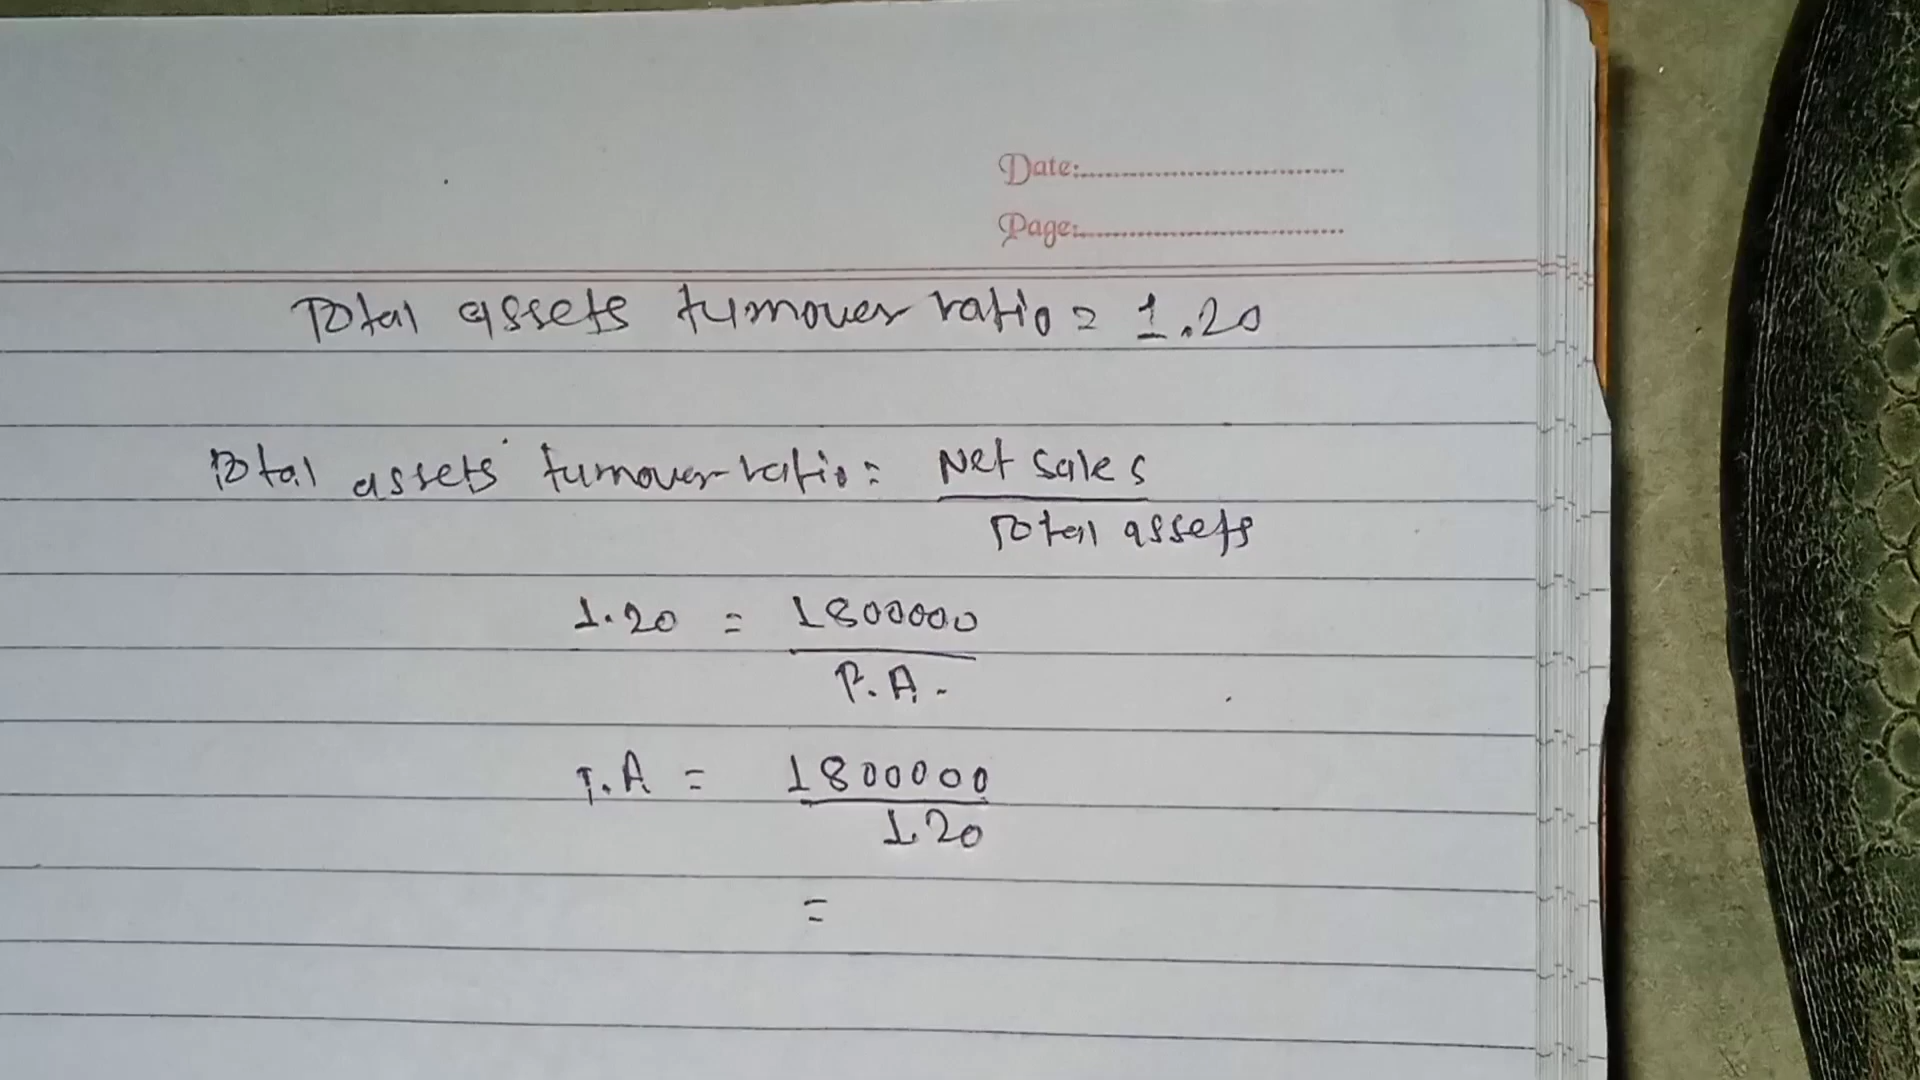 Date:
Page:
Total assets turnover ratio = 1.20
Total assets turnover ratio = Net sales
Total assets
1.20 = 1800000
T.A.
T.A = 1800000
1.20
=